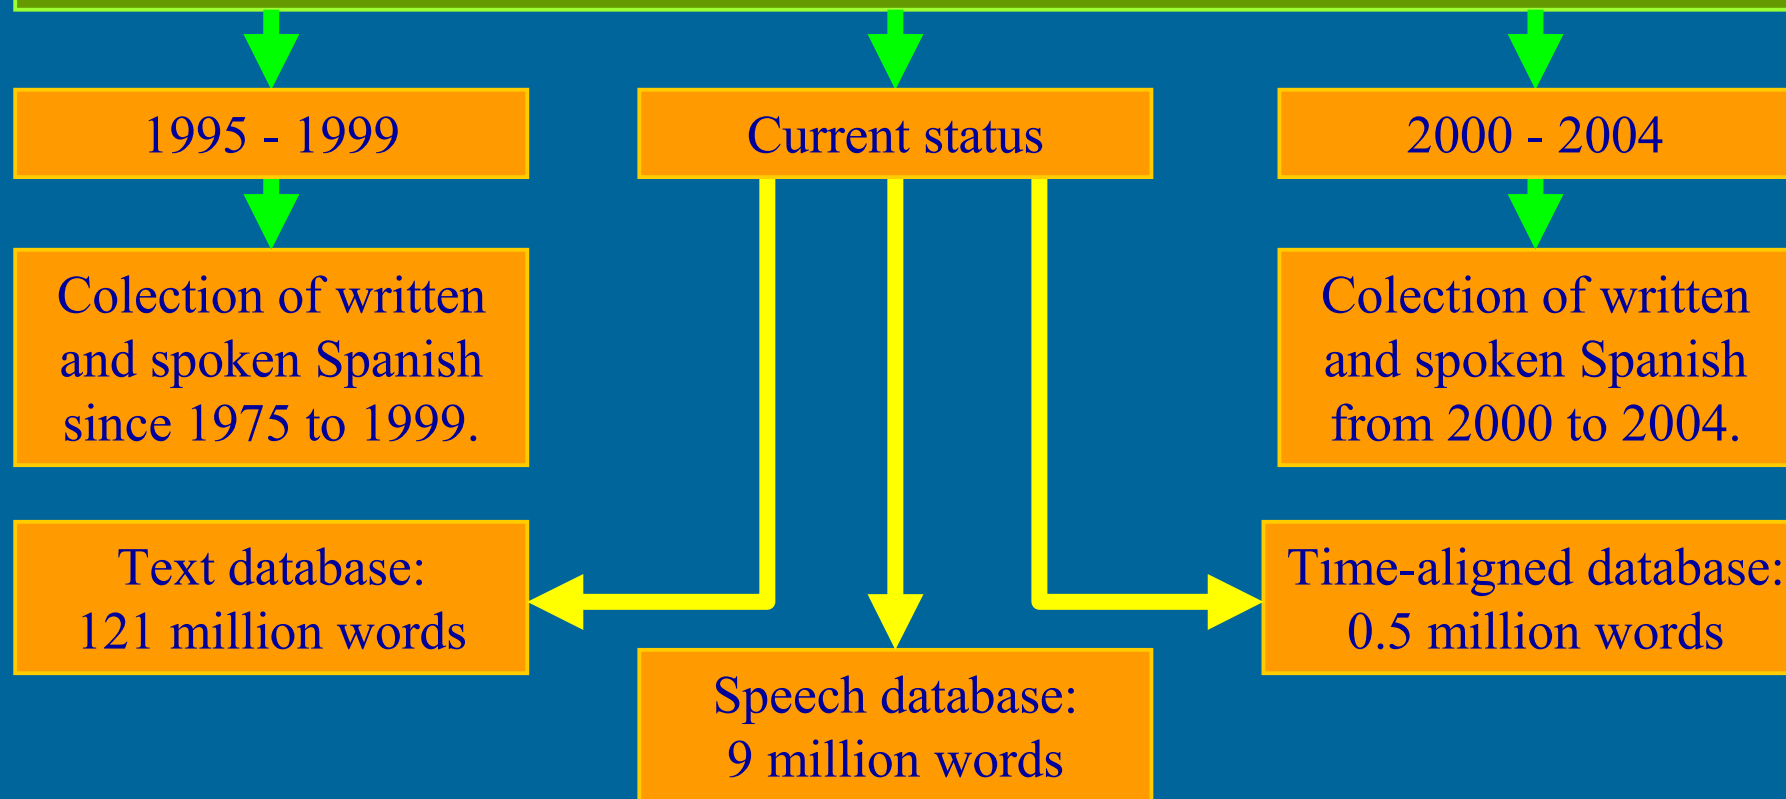 1995 - 1999
Current status
2000 - 2004
Colection of written
and spoken Spanish
since 1975 to 1999.
Colection of written
and spoken Spanish
from 2000 to 2004.
Text database:
121 million words
Time-aligned database:
0.5 million words
Speech database:
9 million words